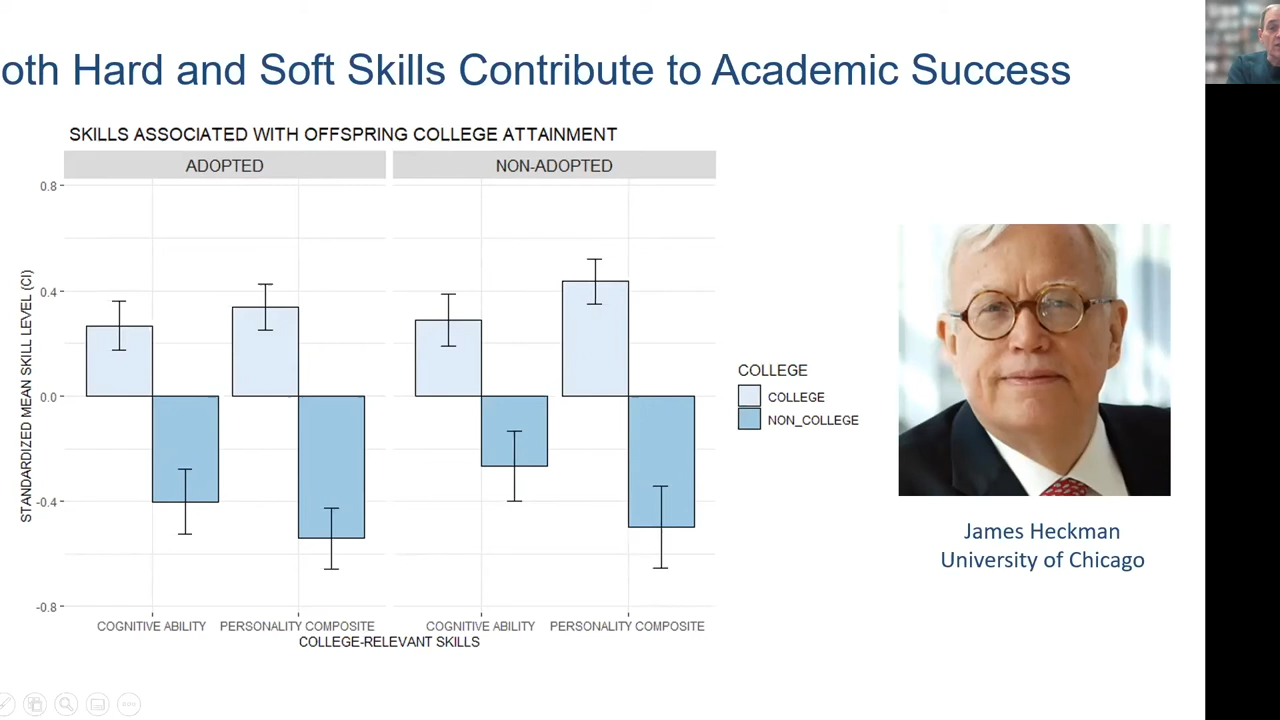 oth Hard and Soft Skills Contribute to Academic Success
SKILLS ASSOCIATED WITH OFFSPRING COLLEGE ATTAINMENT
ADOPTED
NON-ADOPTED
STANDARDIZED MEAN SKILL LEVEL (CI)
0.8
0.4
0.0
-0.4
-0.8
COGNITIVE ABILITY
PERSONALITY COMPOSITE
COGNITIVE ABILITY
PERSONALITY COMPOSITE
COLLEGE-RELEVANT SKILLS
COLLEGE
COLLEGE
NON_COLLEGE
James Heckman
University of Chicago